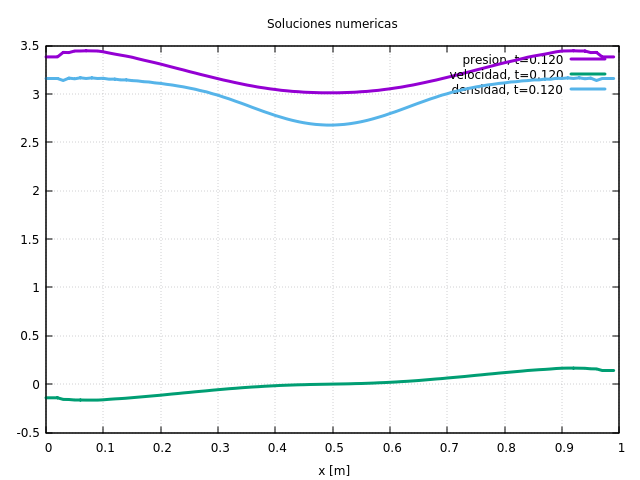 Soluciones numericas
3.5
3
2.5
2
1.5
1
0.5
0
-0.5
presion, t=0.120
velocidad, t=0.120
densidad, t=0.120
0 0.1 0.2 0.3 0.4 0.5 0.6 0.7 0.8 0.9 1
x [m]